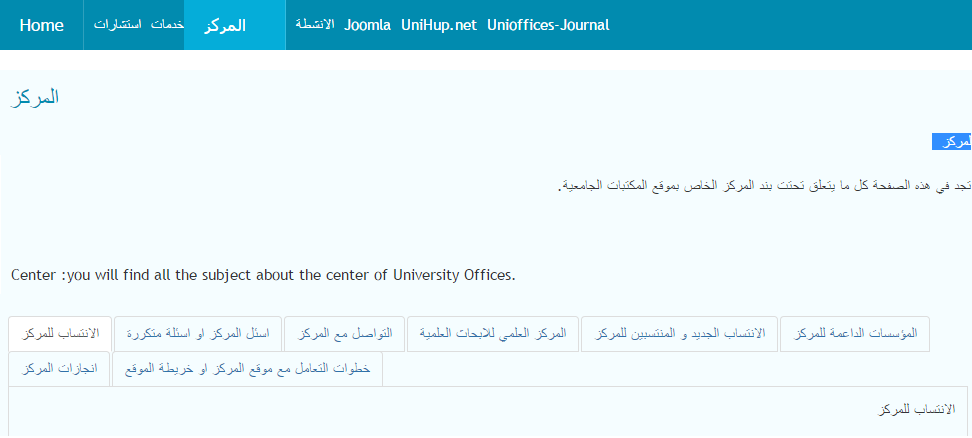 Home استشارات خدمات المركز الانشطة Joomla UniHup.net Unioffices-Journal
المركز
لمركز
تجد في هذه الصفحة كل ما يتعلق تحتت بند المركز الخاص بموقع المكتبات الجامعية.
Center :you will find all the subject about the center of University Offices.
الانتساب للمركز اسئل المركز او اسئلة متكررة التواصل مع المركز المركز العلمي للابحاث العلمية الانتساب الجديد و المنتسبين للمركز المؤسسات الداعمة للمركز
انجازات المركز خطوات التعامل مع موقع المركز او خريطة الموقع
الانتساب للمركز